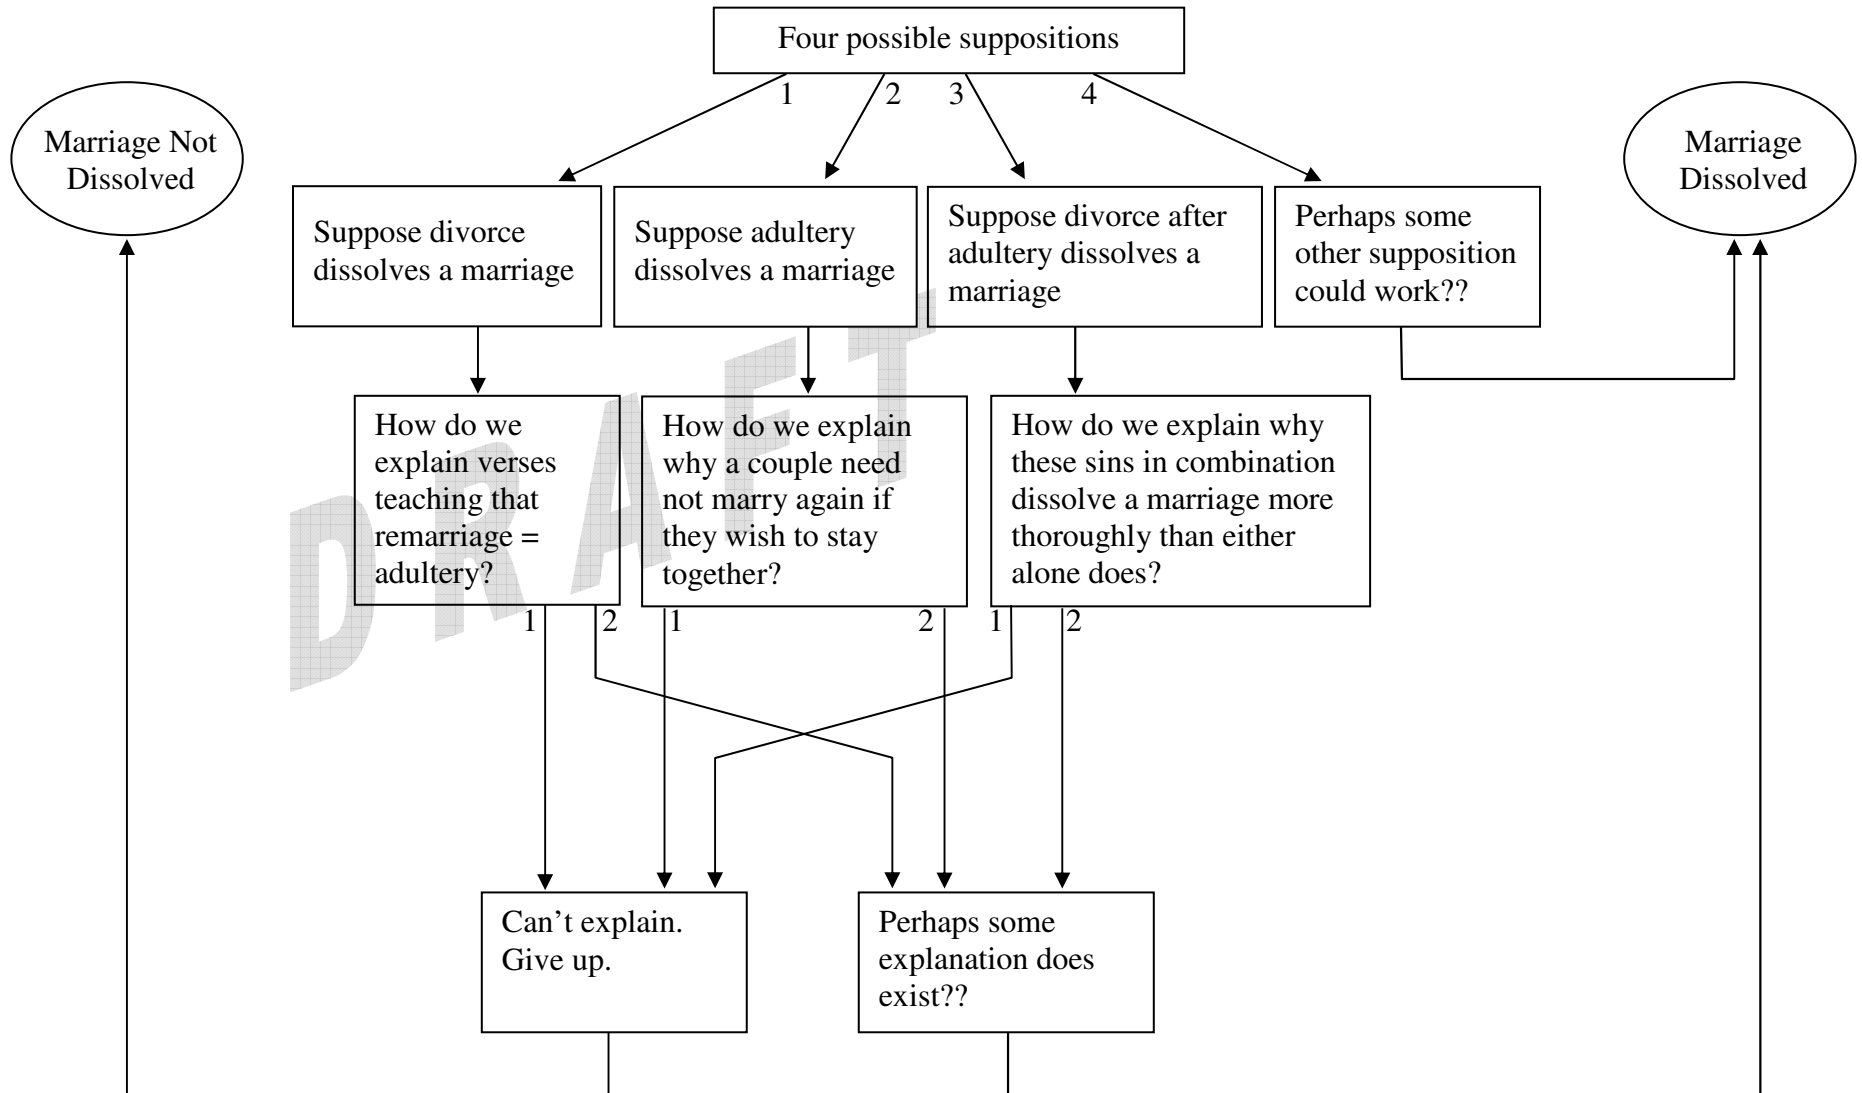 Four possible suppositions
1
2
3
4
Marriage Not
Dissolved
Marriage
Dissolved
Suppose divorce
dissolves a marriage
Suppose adultery
dissolves a marriage
Suppose divorce after
adultery dissolves a
marriage
Perhaps some
other supposition
could work??
How do we
explain verses
teaching that
remarriage =
adultery?
How do we explain
why a couple need
not marry again if
they wish to stay
together?
How do we explain why
these sins in combination
dissolve a marriage more
thoroughly than either
alone does?
DRAFT
1
2
1
2
1
2
Can’t explain.
Give up.
Perhaps some
explanation does
exist??